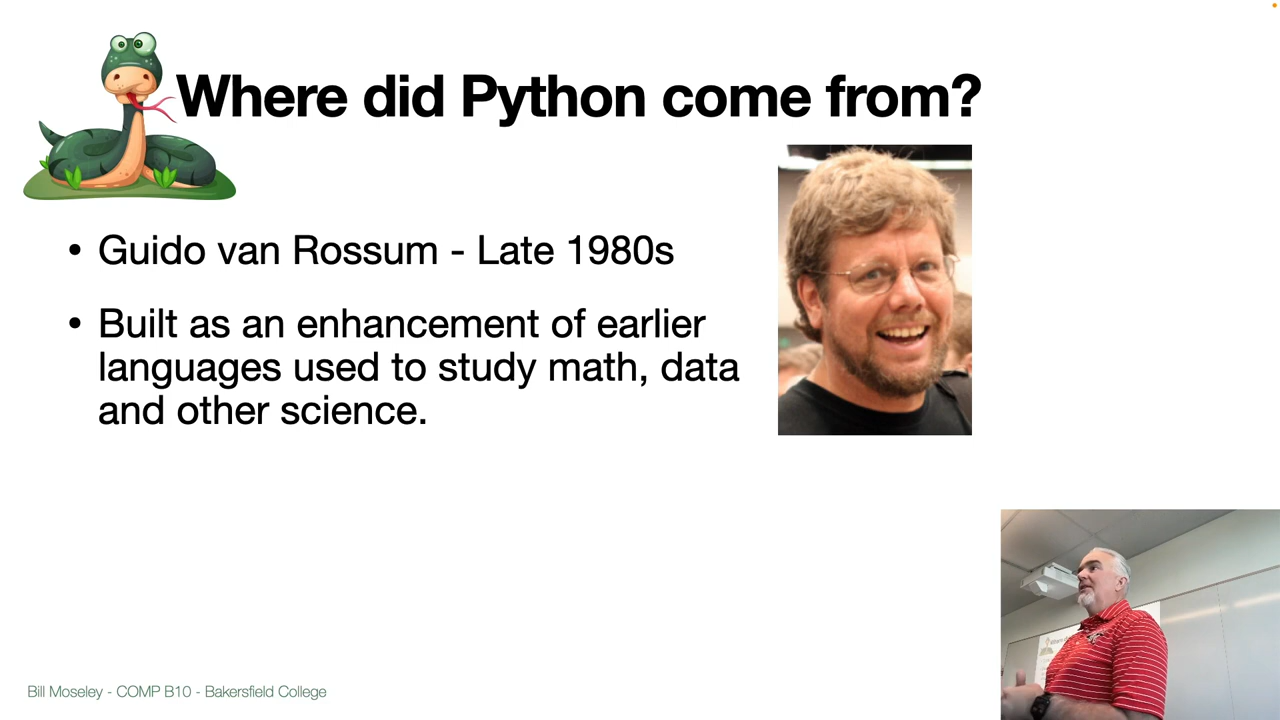 Where did Python come from?
• Guido van Rossum - Late 1980s
• Built as an enhancement of earlier
languages used to study math, data
and other science.
Bill Moseley - COMP B10 - Bakersfield College